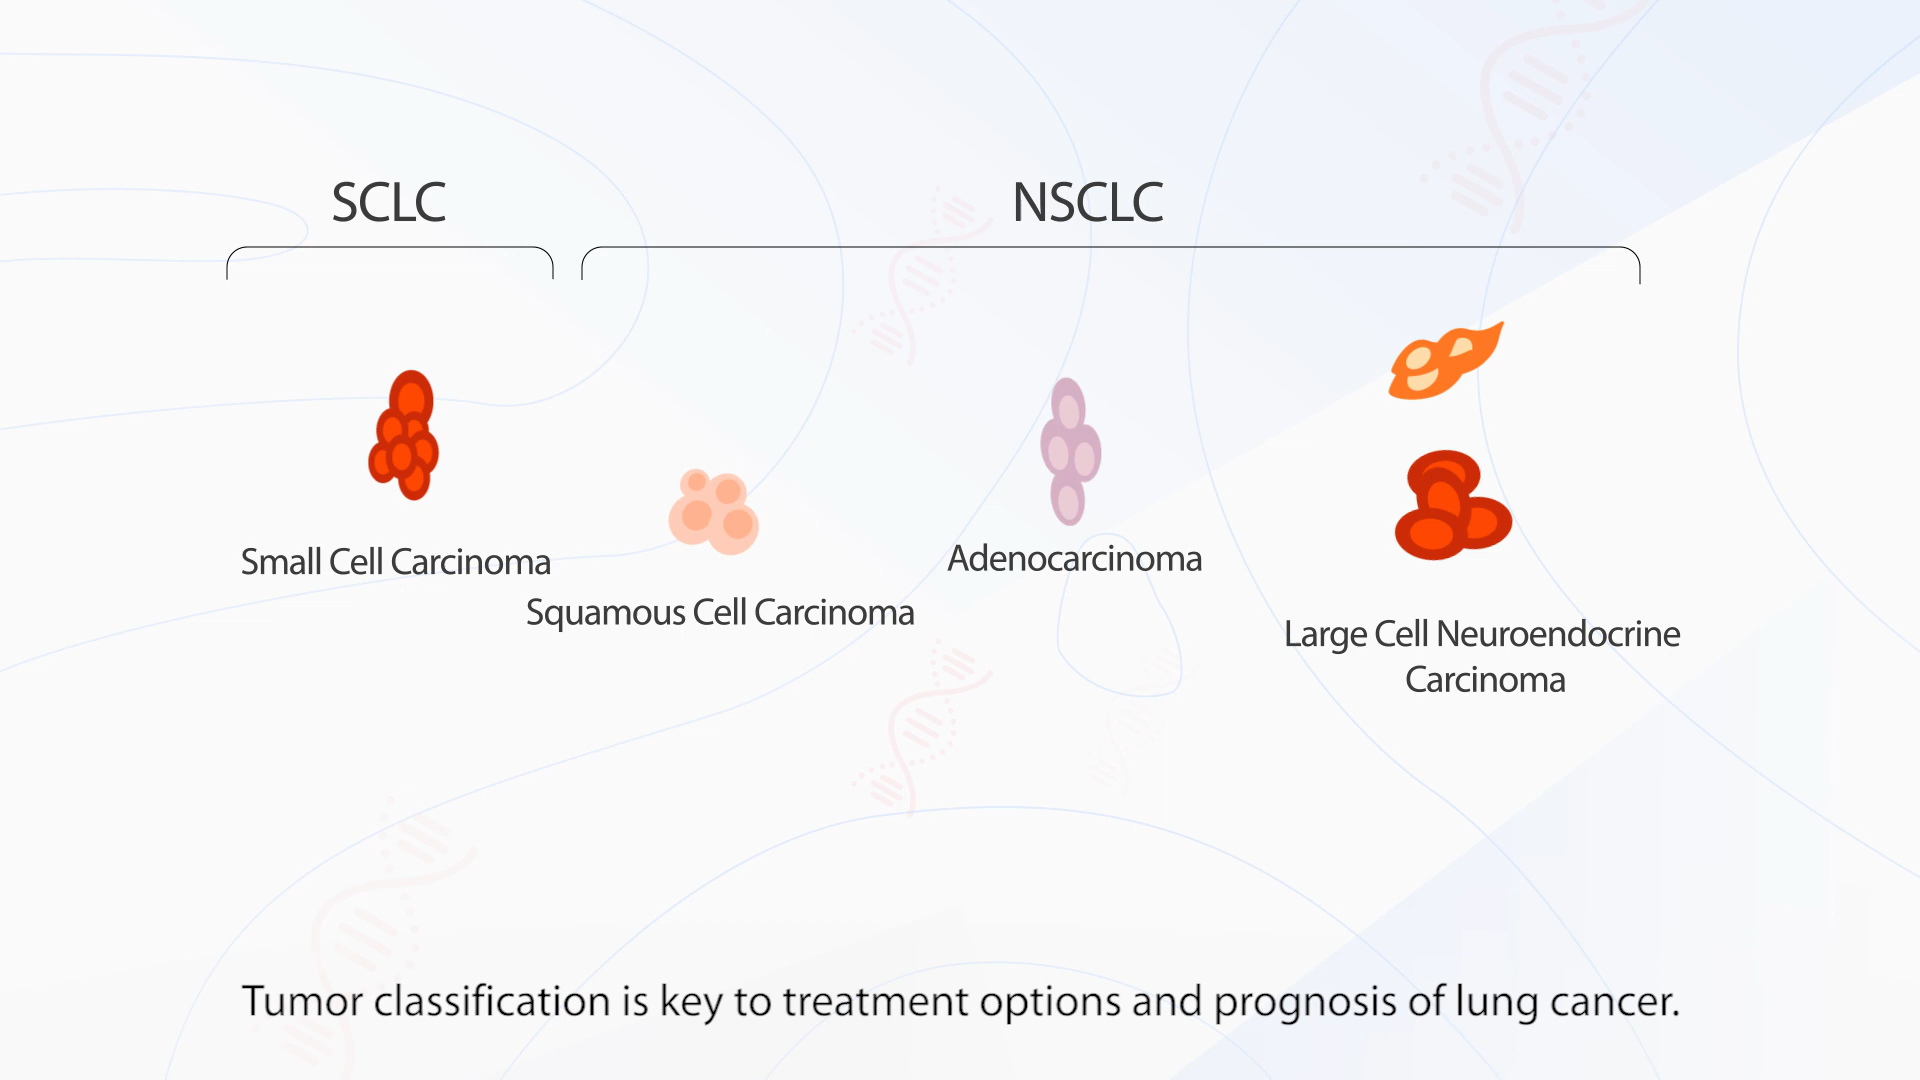 SCLC
NSCLC
Small Cell Carcinoma
Squamous Cell Carcinoma
Adenocarcinoma
Large Cell Neuroendocrine
Carcinoma
Tumor classification is key to treatment options and prognosis of lung cancer.